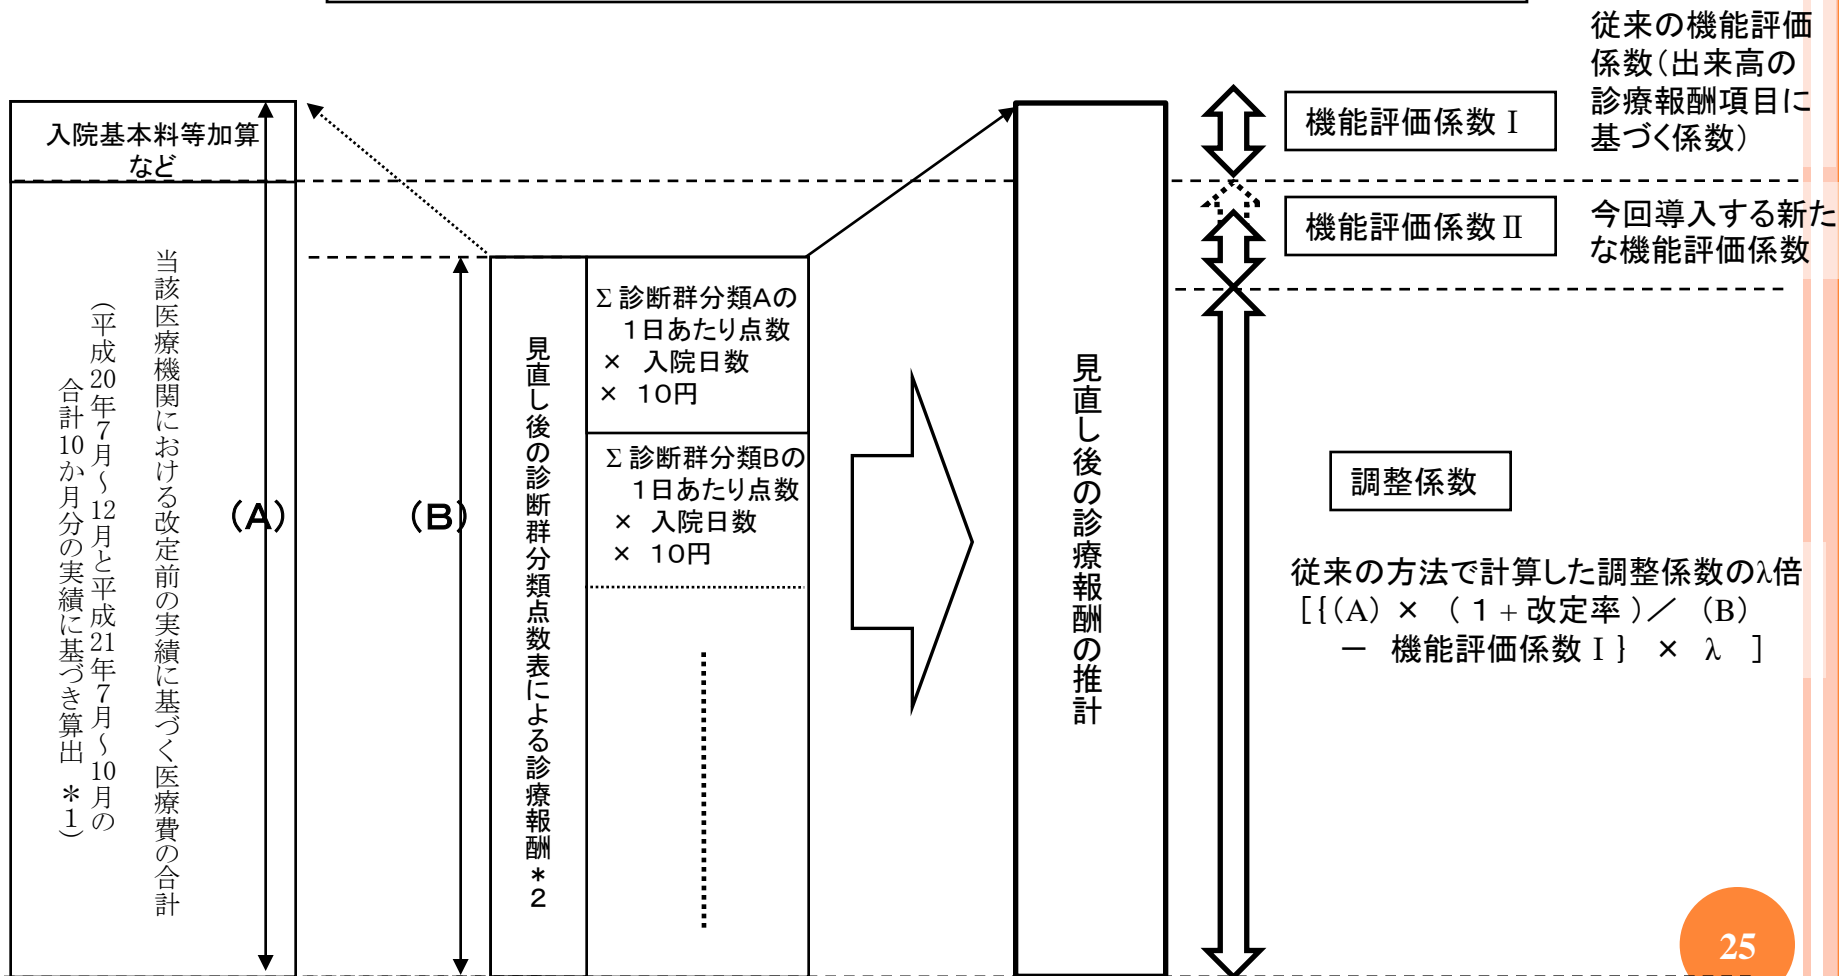 入院基本料等加算
など
当該医療機関における改定前の実績に基づく医療費の合計
（平成20年7月～12月と平成21年7月～10月の
合計10か月分の実績に基づき算出　＊1）
（A）
（B）
見直し後の診断群分類点数表による診療報酬＊2
Σ 診断群分類Aの
1日あたり点数
×　入院日数
×　10円
Σ 診断群分類Bの
1日あたり点数
×　入院日数
×　10円
見直し後の診療報酬の推計
機能評価係数Ⅰ
従来の機能評価
係数（出来高の
診療報酬項目に
基づく係数）
機能評価係数Ⅱ
今回導入する新た
な機能評価係数
調整係数
従来の方法で計算した調整係数のλ倍
［{(A) ×　（ 1 + 改定率 ）／　(B)
－　機能評価係数Ⅰ}　×　λ　］
25